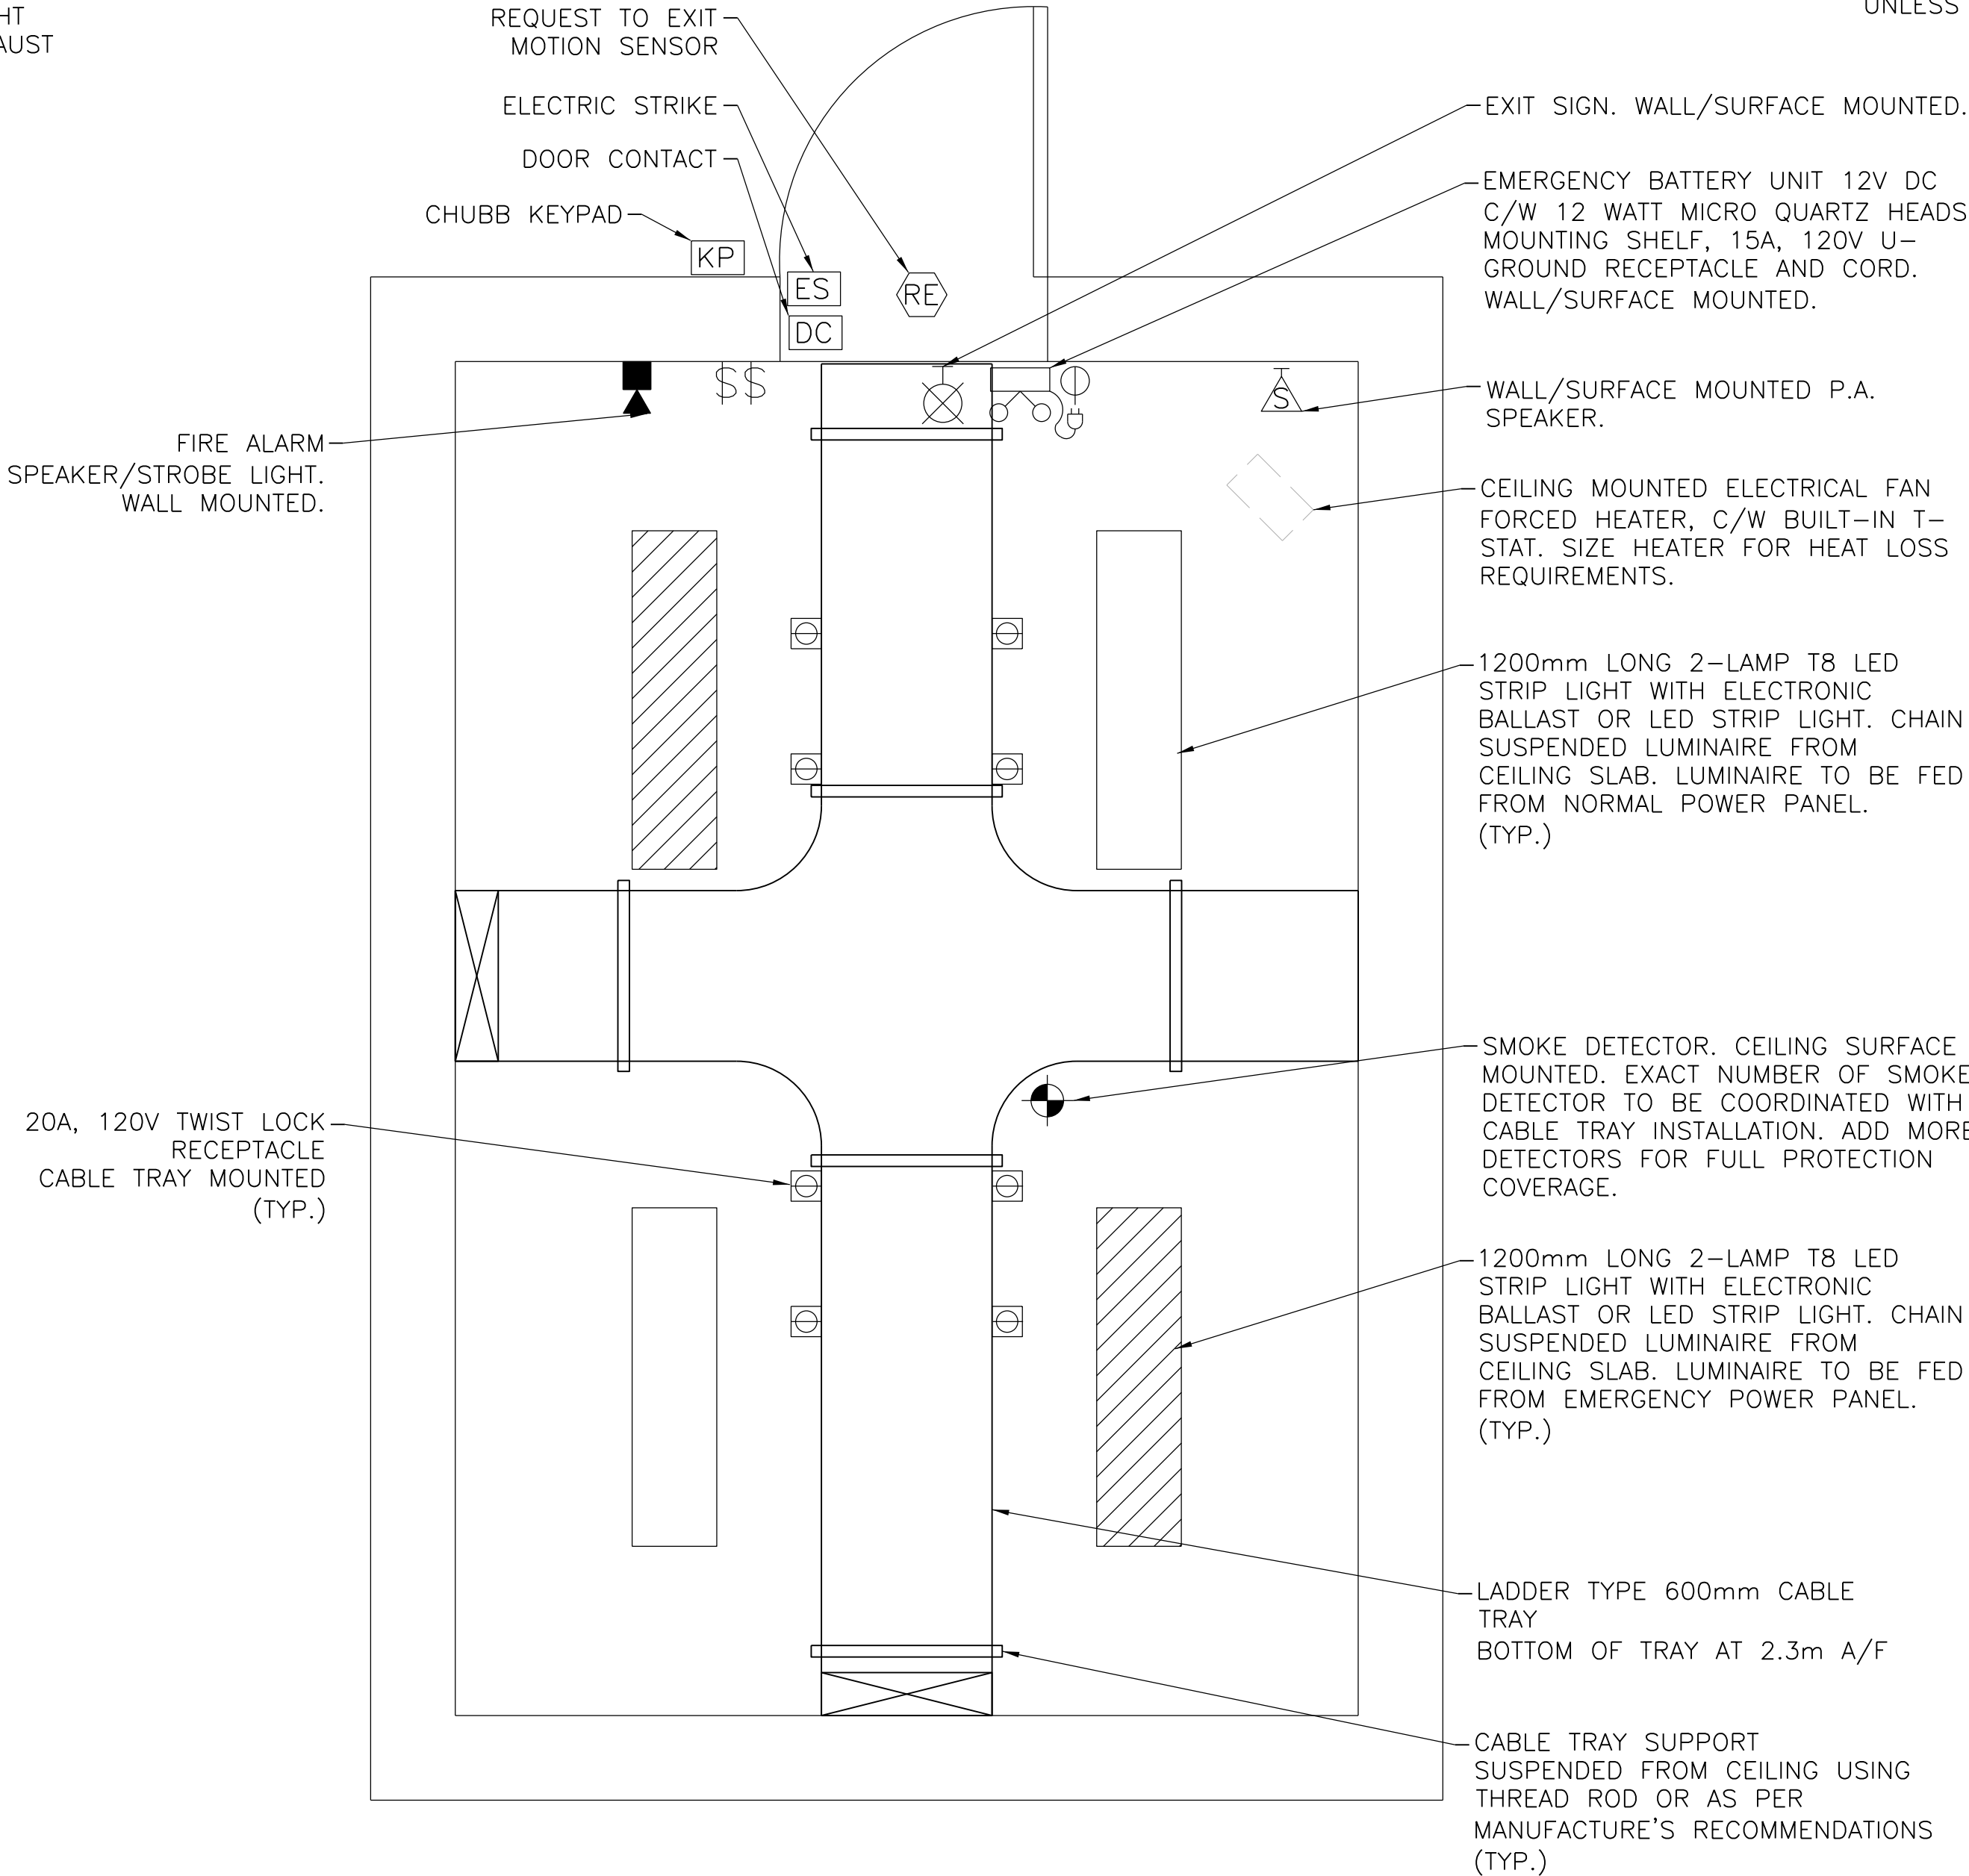 REQUEST TO EXIT
MOTION SENSOR
ELECTRIC STRIKE
DOOR CONTACT
CHUBB KEYPAD
KP
ES
DC
RE
$$
S
FIRE ALARM
SPEAKER/STROBE LIGHT.
WALL MOUNTED.
20A, 120V TWIST LOCK
RECEPTACLE
CABLE TRAY MOUNTED
(TYP.)
UNLESS
EXIT SIGN. WALL/SURFACE MOUNTED.
EMERGENCY BATTERY UNIT 12V DC
C/W 12 WATT MICRO QUARTZ HEADS
MOUNTING SHELF, 15A, 120V U-
GROUND RECEPTACLE AND CORD.
WALL/SURFACE MOUNTED.
WALL/SURFACE MOUNTED P.A.
SPEAKER.
CEILING MOUNTED ELECTRICAL FAN
FORCED HEATER, C/W BUILT-IN T-
STAT. SIZE HEATER FOR HEAT LOSS
REQUIREMENTS.
1200mm LONG 2-LAMP T8 LED
STRIP LIGHT WITH ELECTRONIC
BALLAST OR LED STRIP LIGHT. CHAIN
SUSPENDED LUMINAIRE FROM
CEILING SLAB. LUMINAIRE TO BE FED
FROM NORMAL POWER PANEL.
(TYP.)
SMOKE DETECTOR. CEILING SURFACE
MOUNTED. EXACT NUMBER OF SMOKE
DETECTOR TO BE COORDINATED WITH
CABLE TRAY INSTALLATION. ADD MORE
DETECTORS FOR FULL PROTECTION
COVERAGE.
1200mm LONG 2-LAMP T8 LED
STRIP LIGHT WITH ELECTRONIC
BALLAST OR LED STRIP LIGHT. CHAIN
SUSPENDED LUMINAIRE FROM
CEILING SLAB. LUMINAIRE TO BE FED
FROM EMERGENCY POWER PANEL.
(TYP.)
LADDER TYPE 600mm CABLE
TRAY
BOTTOM OF TRAY AT 2.3m A/F
CABLE TRAY SUPPORT
SUSPENDED FROM CEILING USING
THREAD ROD OR AS PER
MANUFACTURE'S RECOMMENDATIONS
(TYP.)